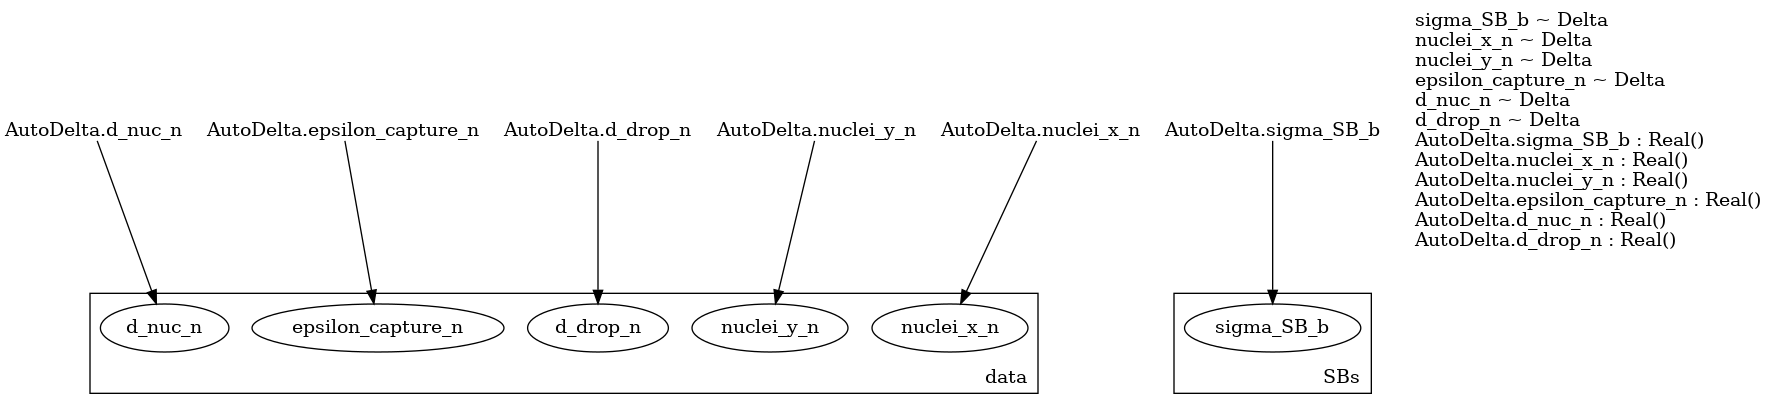 sigma_SB_b ~ Delta
nuclei_x_n ~ Delta
nuclei_y_n ~ Delta
epsilon_capture_n ~ Delta
d_nuc_n ~ Delta
d_drop_n ~ Delta
AutoDelta.sigma_SB_b : Real()
AutoDelta.nuclei_x_n : Real()
AutoDelta.nuclei_y_n : Real()
AutoDelta.epsilon_capture_n : Real()
AutoDelta.d_nuc_n : Real()
AutoDelta.d_drop_n : Real()
AutoDelta.d_nuc_n
AutoDelta.epsilon_capture_n
AutoDelta.d_drop_n
AutoDelta.nuclei_y_n
AutoDelta.nuclei_x_n
AutoDelta.sigma_SB_b
d_nuc_n
epsilon_capture_n
d_drop_n
nuclei_y_n
nuclei_x_n
sigma_SB_b
data
SBs